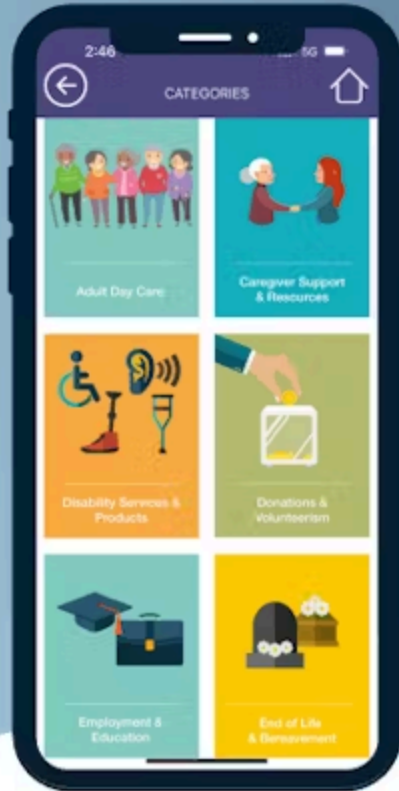 2:46
5G
CATEGORIES
Adult Day Care
Caregiver Support
& Resources
Disability Services &
Products
Donations &
Volunteerism
Employment &
Education
End of Life
& Bereavement